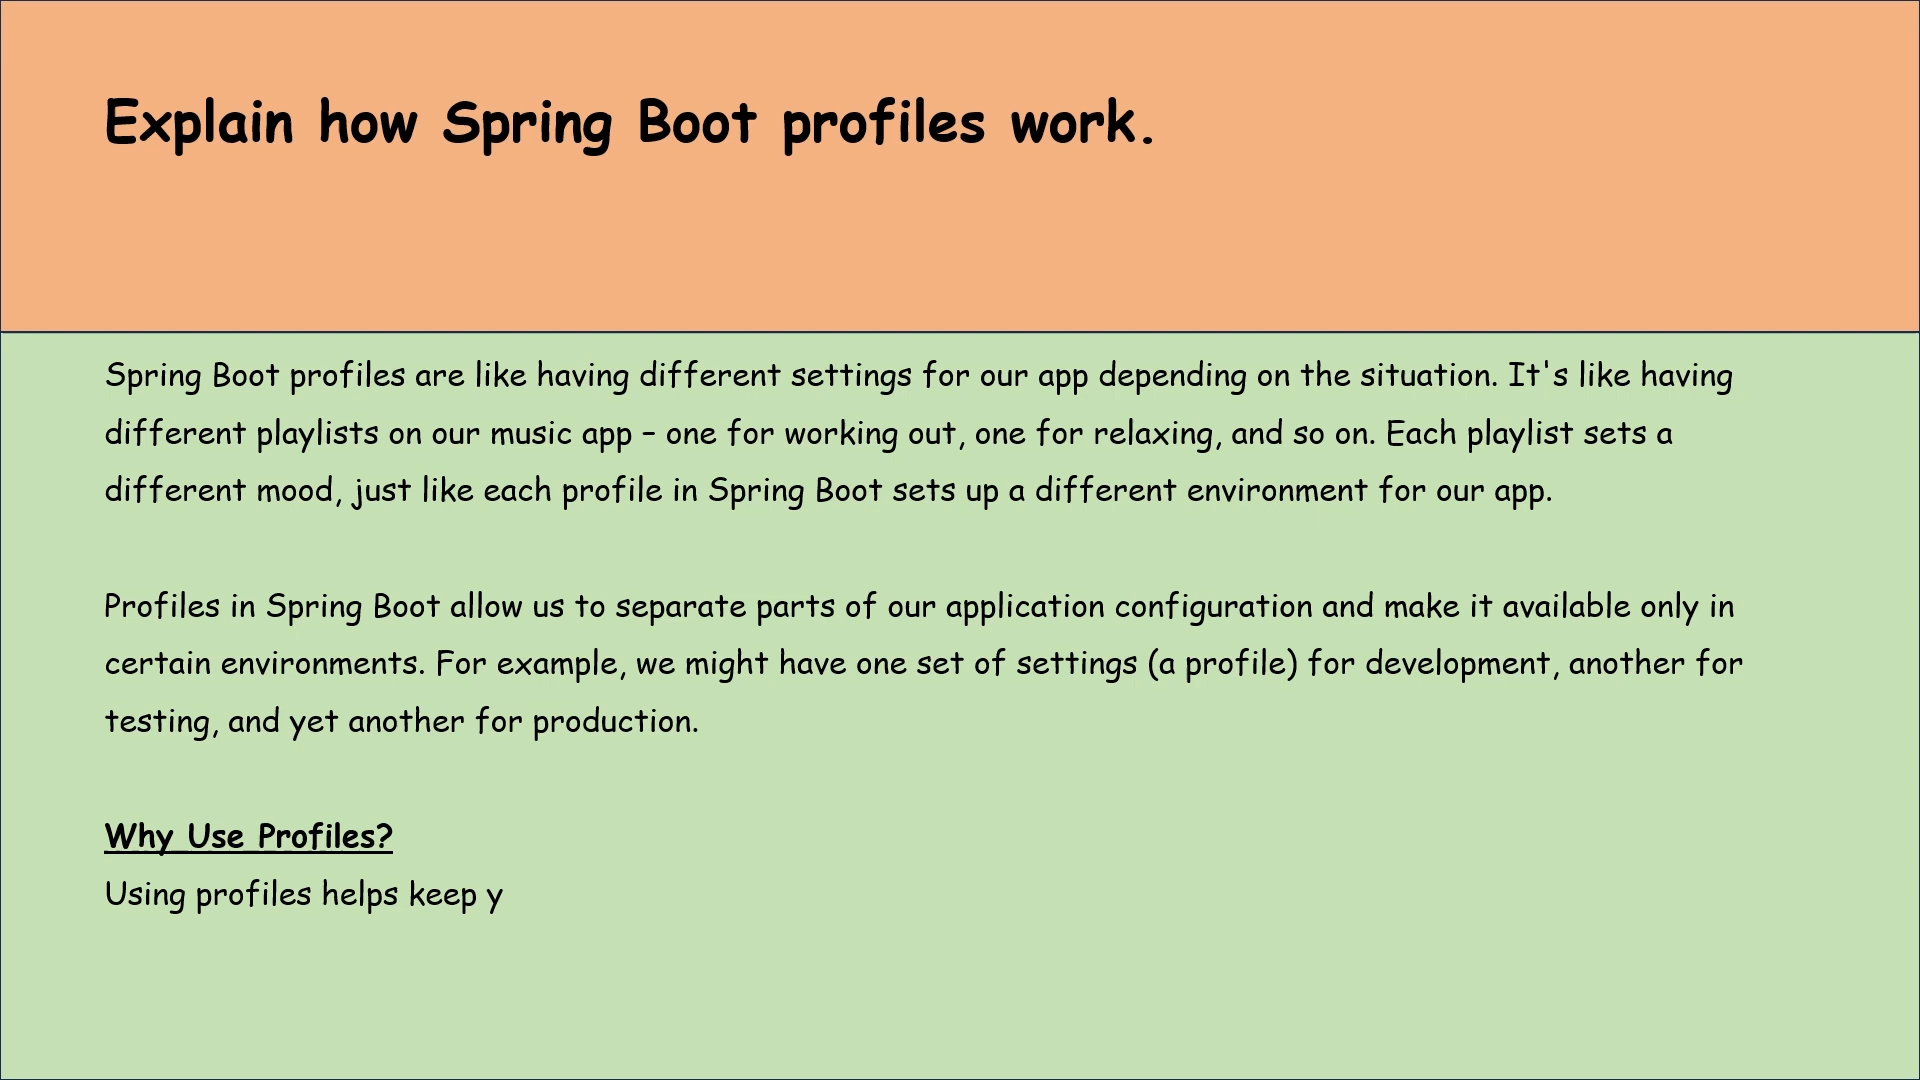 Explain how Spring Boot profiles work.
Spring Boot profiles are like having different settings for our app depending on the situation. It's like having
different playlists on our music app – one for working out, one for relaxing, and so on. Each playlist sets a
different mood, just like each profile in Spring Boot sets up a different environment for our app.
Profiles in Spring Boot allow us to separate parts of our application configuration and make it available only in
certain environments. For example, we might have one set of settings (a profile) for development, another for
testing, and yet another for production.
Why Use Profiles?
Using profiles helps keep y